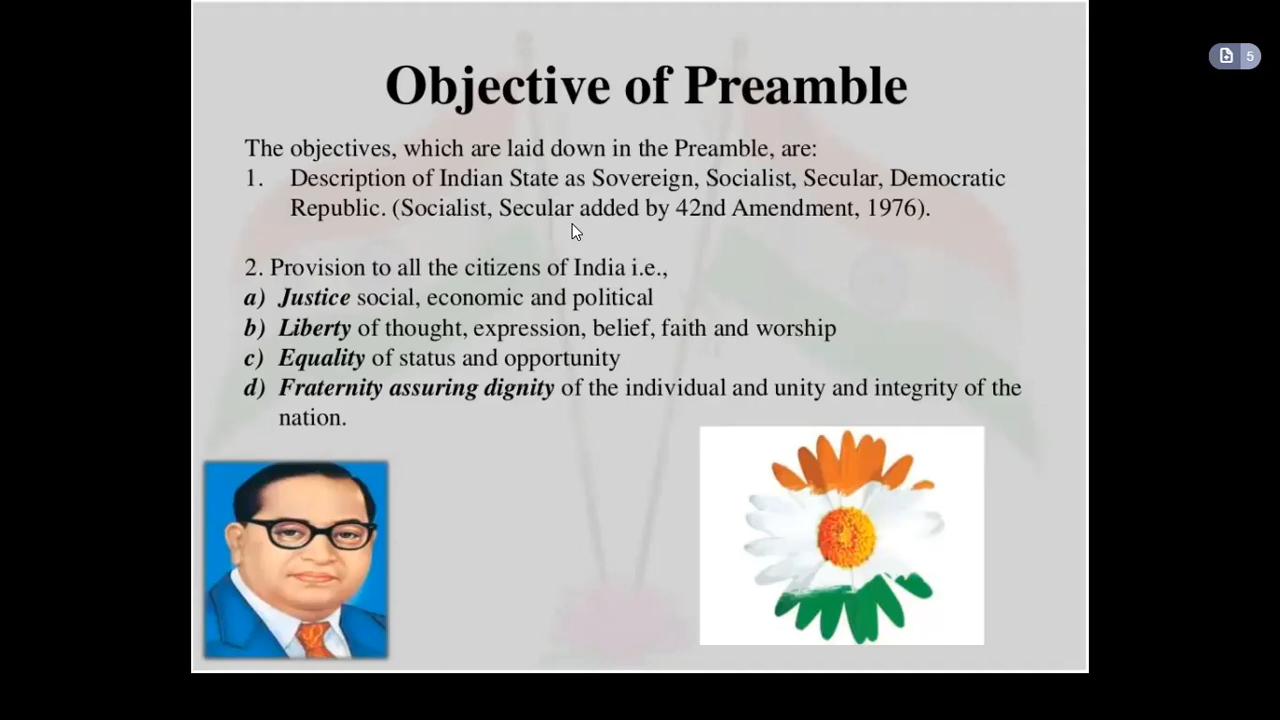 Objective of Preamble
The objectives, which are laid down in the Preamble, are:
1. Description of Indian State as Sovereign, Socialist, Secular, Democratic
Republic. (Socialist, Secular added by 42nd Amendment, 1976).
2. Provision to all the citizens of India i.e.,
a) Justice social, economic and political
b) Liberty of thought, expression, belief, faith and worship
c) Equality of status and opportunity
d) Fraternity assuring dignity of the individual and unity and integrity of the
nation.
5